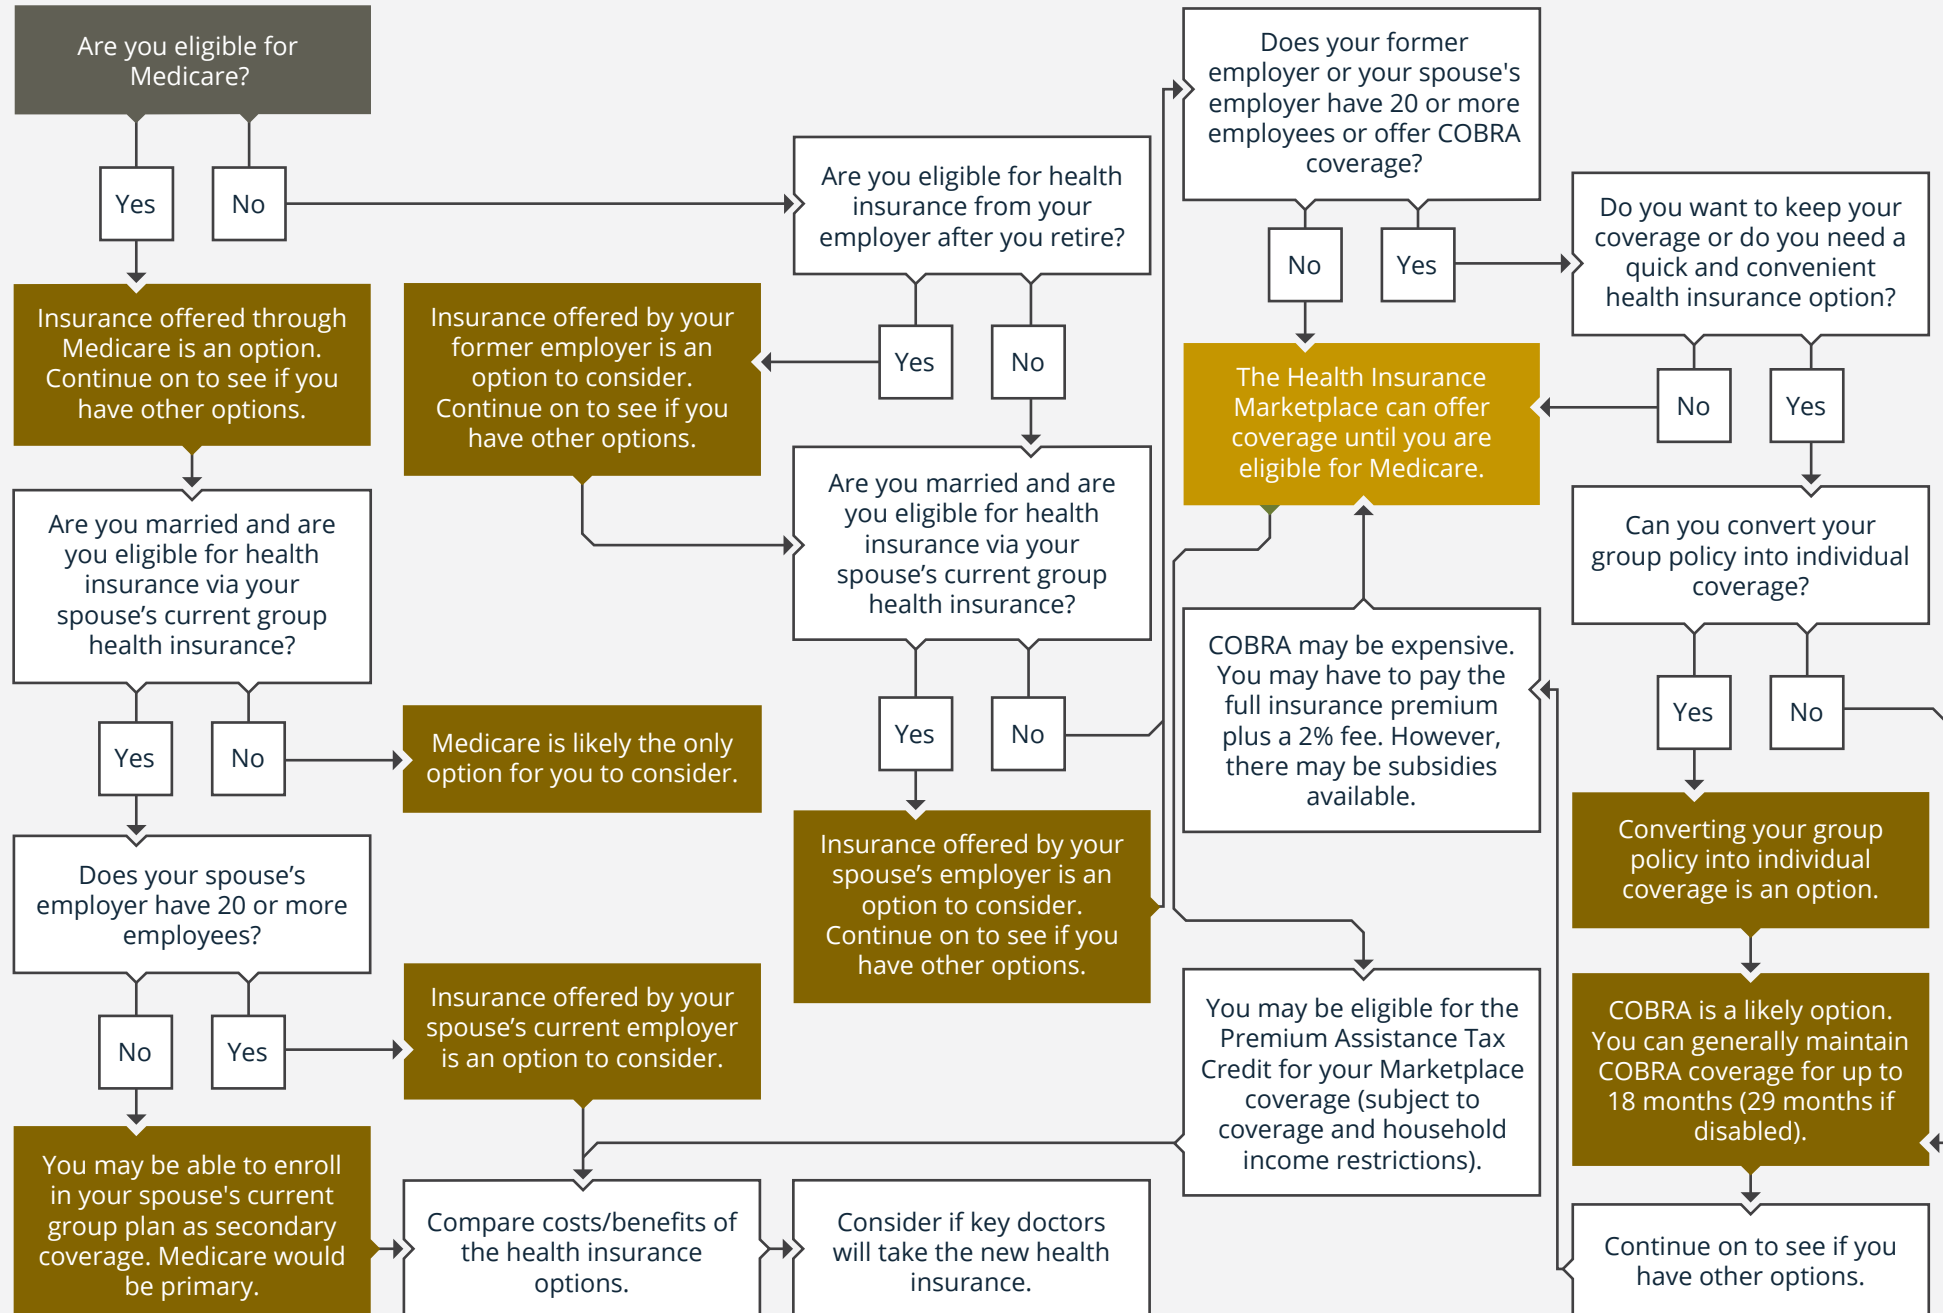 Are you eligible for
Medicare?
Yes
No
Insurance offered through
Medicare is an option.
Continue on to see if you
have other options.
Are you married and are
you eligible for health
insurance via your
spouse’s current group
health insurance?
Yes
No
Medicare is likely the only
option for you to consider.
Does your spouse’s
employer have 20 or more
employees?
No
Yes
Insurance offered by your
spouse’s current employer
is an option to consider.
You may be able to enroll
in your spouse's current
group plan as secondary
coverage. Medicare would
be primary.
Compare costs/benefits of
the health insurance
options.
Consider if key doctors
will take the new health
insurance.
Are you eligible for health
insurance from your
employer after you retire?
Yes
No
Insurance offered by your
former employer is an
option to consider.
Continue on to see if you
have other options.
Are you married and are
you eligible for health
insurance via your
spouse’s current group
health insurance?
Yes
No
Insurance offered by your
spouse’s employer is an
option to consider.
Continue on to see if you
have other options.
Does your former
employer or your spouse's
employer have 20 or more
employees or offer COBRA
coverage?
No
Yes
The Health Insurance
Marketplace can offer
coverage until you are
eligible for Medicare.
COBRA may be expensive.
You may have to pay the
full insurance premium
plus a 2% fee. However,
there may be subsidies
available.
You may be eligible for the
Premium Assistance Tax
Credit for your Marketplace
coverage (subject to
coverage and household
income restrictions).
Do you want to keep your
coverage or do you need a
quick and convenient
health insurance option?
No
Yes
Can you convert your
group policy into individual
coverage?
Yes
No
Converting your group
policy into individual
coverage is an option.
COBRA is a likely option.
You can generally maintain
COBRA coverage for up to
18 months (29 months if
disabled).
Continue on to see if you
have other options.